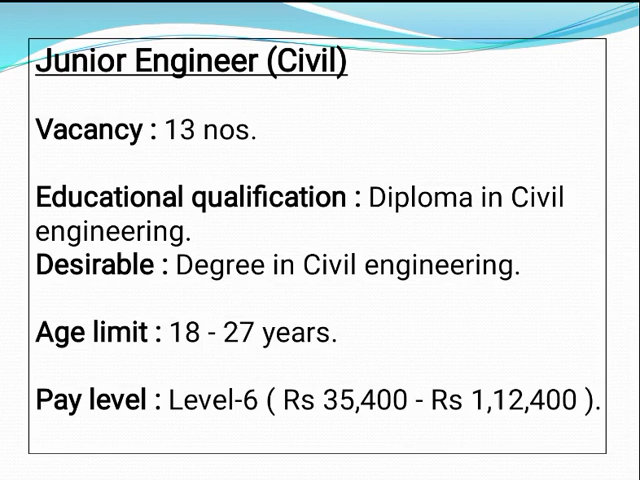 Junior Engineer (Civil)
Vacancy : 13 nos.
Educational qualification : Diploma in Civil
engineering.
Desirable : Degree in Civil engineering.
Age limit : 18 - 27 years.
Pay level : Level-6 ( Rs 35,400 - Rs 1,12,400 ).